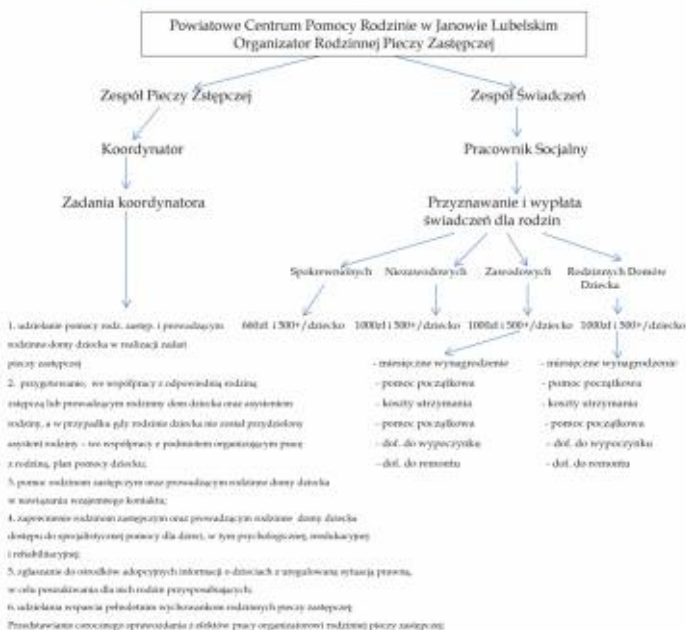 Powiatowe Centrum Pomocy Rodzinie w Janowie Lubelskim
Organizator Rodzinnej Pieczy Zastępczej
Zespół Pieczy Zstępczej
Zespół Świadczeń
Koordynator
Pracownik Socjalny
Zadania koordynatora
Przyznawanie i wypłata
świadczeń dla rodzin
Spokrewnionych
Niezawodowych
Zawodowych
Rodzinnych Domów
Dziecka
660zł i 500+/dziecko
1000zł i 500+/dziecko
1000zł i 500+/dziecko
1000zł i 500+/dziecko
1. udzielanie pomocy rodz. zastęp. i prowadzącym
rodzinne domy dziecka w realizacji zadań
pieczy zastępczej
2. przygotowanie, we współpracy z odpowiednią rodziną
zstępczą lub prowadzącym rodzinny dom dziecka oraz asystentem
rodziny, a w przypadku gdy rodzinie dziecka nie został przydzielony
asystent rodziny – we współpracy z podmiotem organizującym pracę
z rodziną, plan pomocy dziecku;
3. pomoc rodzinom zastępczym oraz prowadzącym rodzinne domy dziecka
w nawiązaniu wzajemnego kontaktu;
4. zapewnienie rodzinom zastępczym oraz prowadzącym rodzinne domy dziecka
dostępu do specjalistycznej pomocy dla dzieci, w tym psychologicznej, reedukacyjnej
i rehabilitacyjnej;
5. zgłaszanie do ośrodków adopcyjnych informacji o dzieciach z uregulowaną sytuacją prawną,
w celu poszukiwania dla nich rodzin przysposabiających;
6. udzielania wsparcia pełnoletnim wychowankom rodzinnych pieczy zastępczej;
Przedstawianie corocznego sprawozdania z efektów pracy organizatorowi rodzinnej pieczy zastępczej;
- miesięczne wynagrodzenie
- pomoc początkowa
- koszty utrzymania
- pomoc początkowa
- dof. do wypoczynku
- dof. do remontu
- miesięczne wynagrodzenie
- pomoc początkowa
- koszty utrzymania
- pomoc początkowa
- dof. do wypoczynku
- dof. do remontu